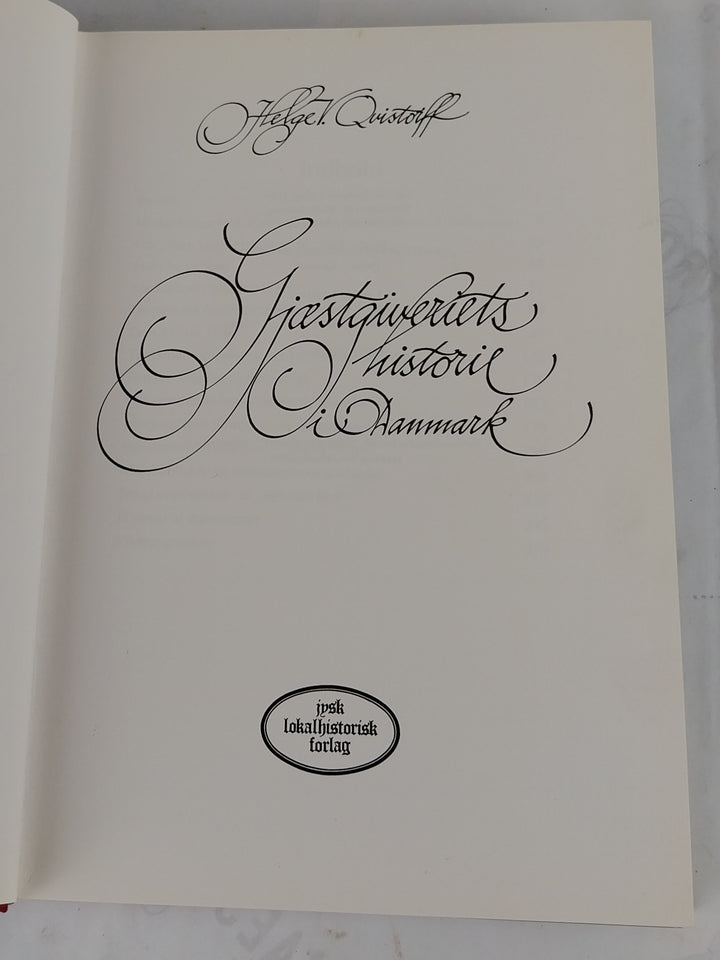 Helge V. Qvistorff
Gjæstgiveriets
historie
i Danmark
jysk
lokalhistorisk
forlag